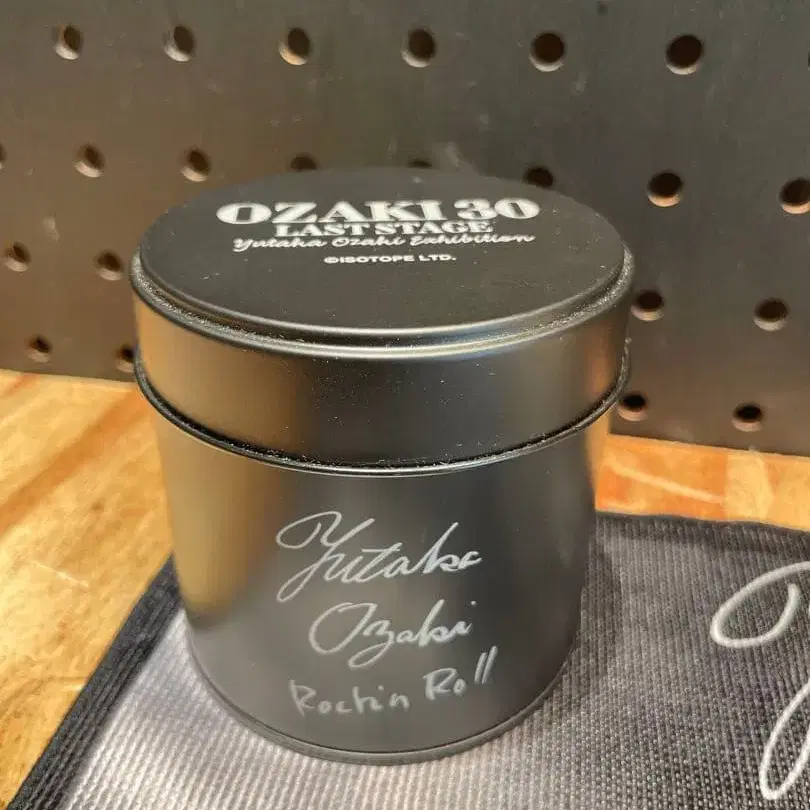 OZAKI 30
LAST STAGE
Yutaka Ozaki Exhibition
©ISOTOPE LTD.
Yutaka
Ozaki
Rock'n Roll